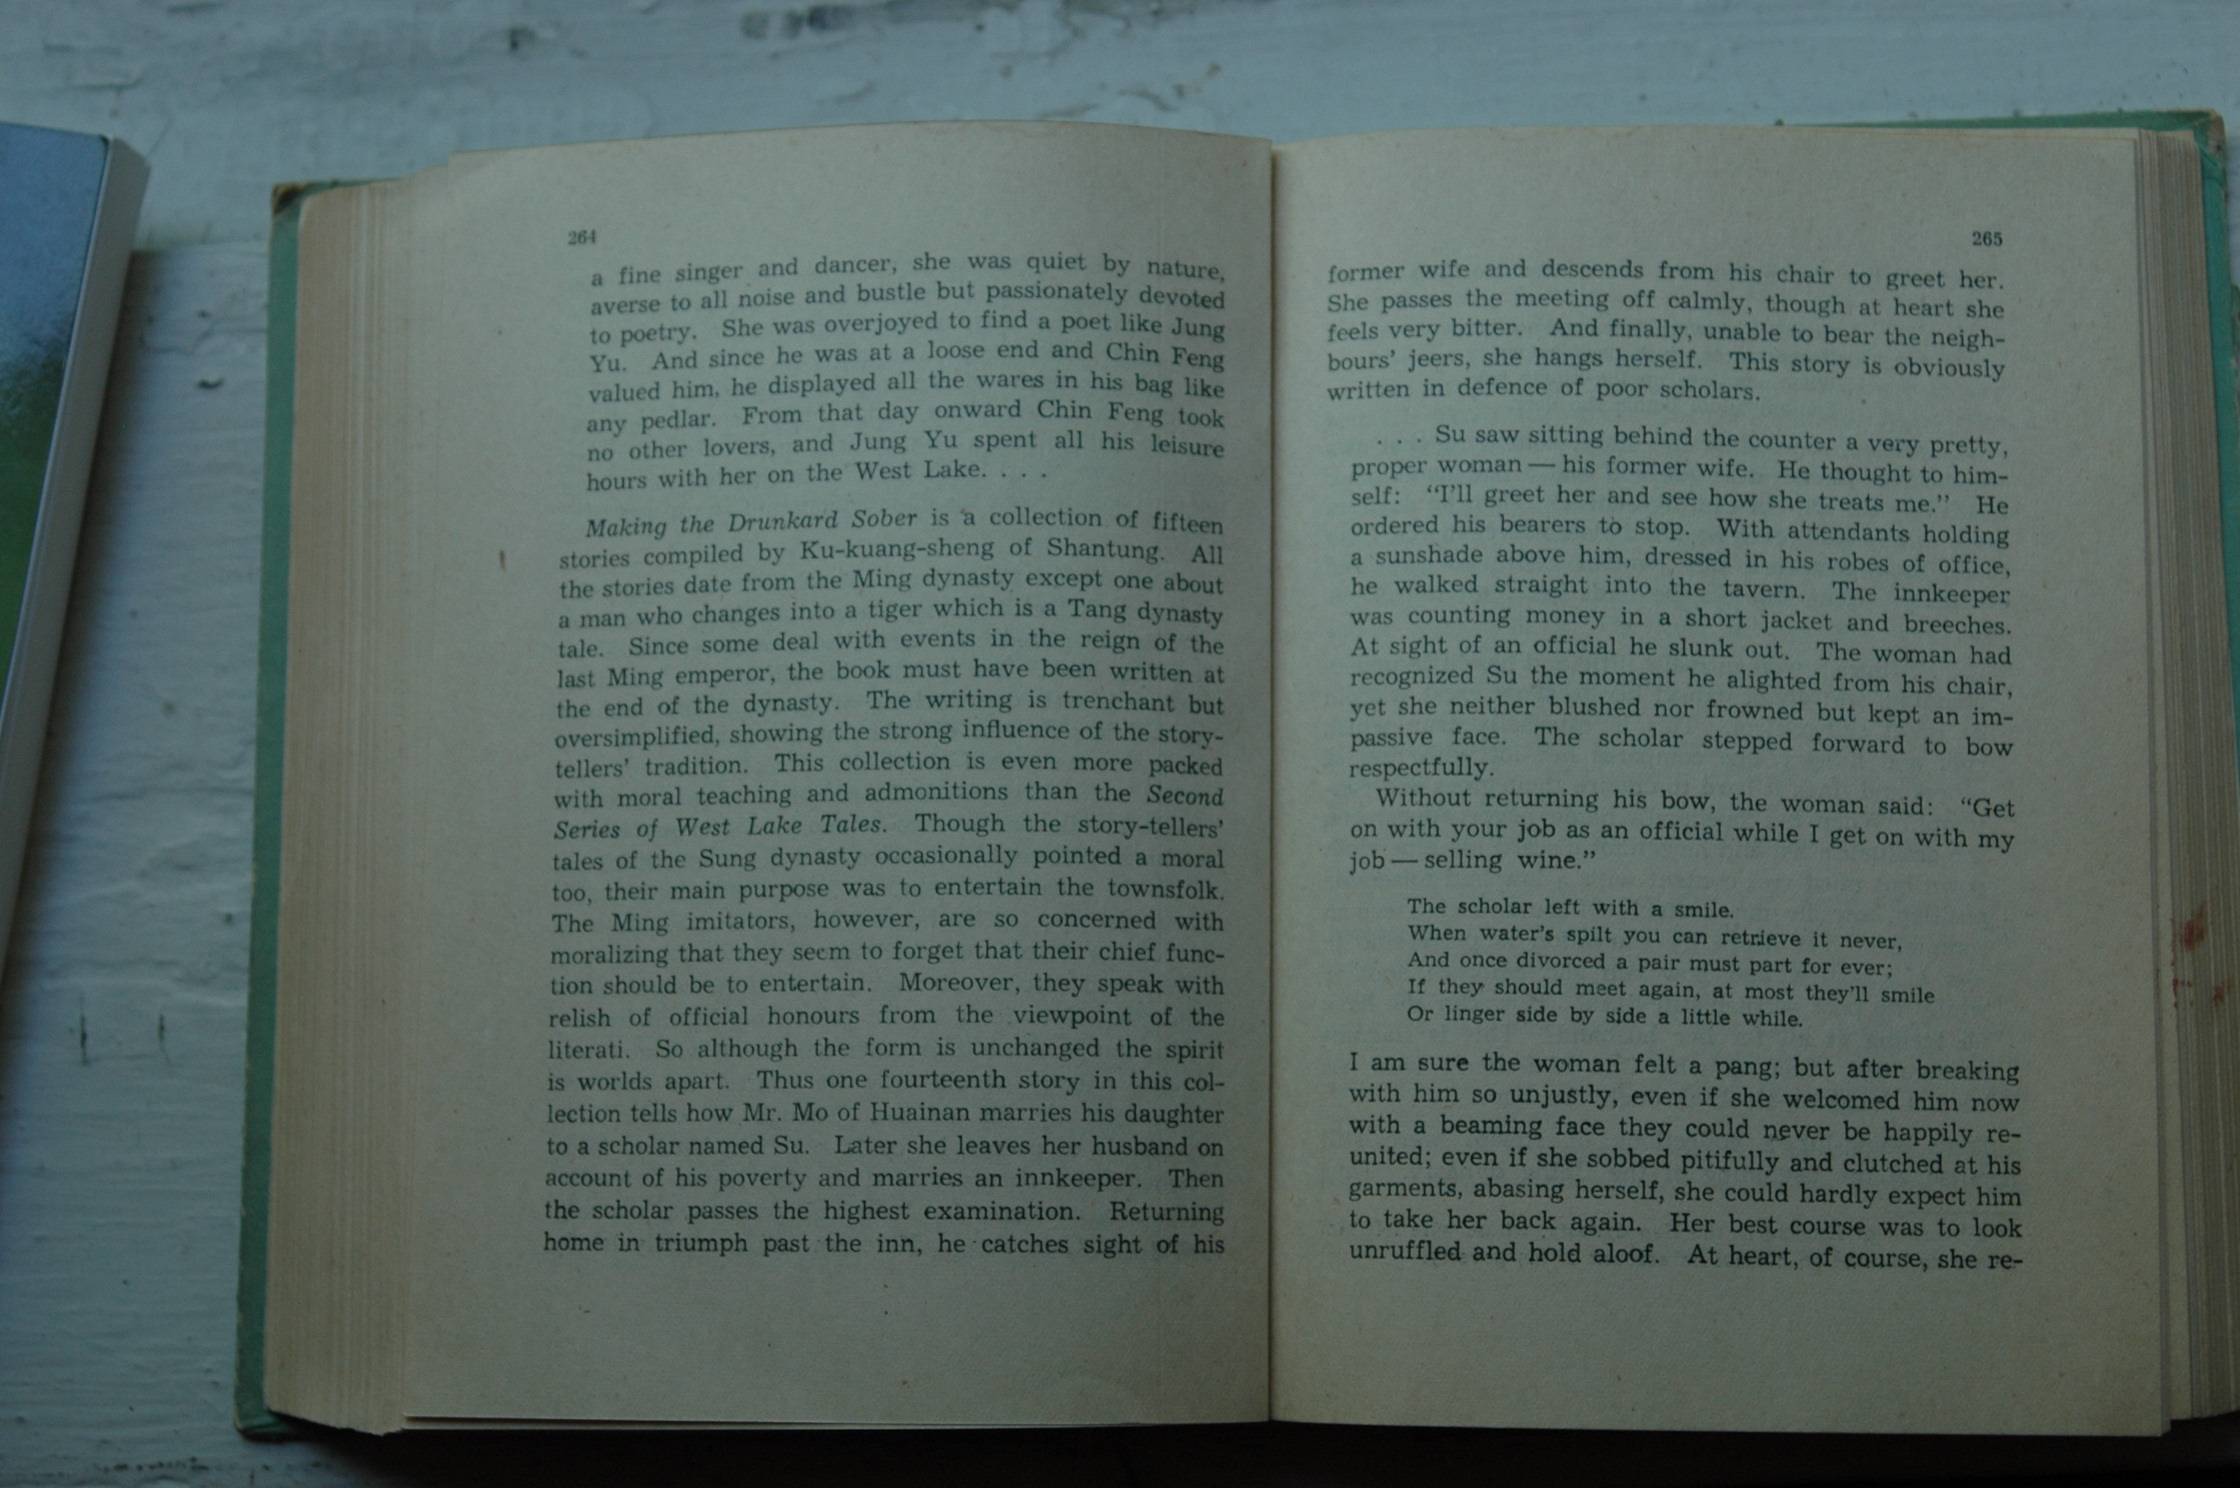 264
a fine singer and dancer, she was quiet by nature,
averse to all noise and bustle but passionately devoted
to poetry. She was overjoyed to find a poet like Jung
Yu. And since he was at a loose end and Chin Feng
valued him, he displayed all the wares in his bag like
any pedlar. From that day onward Chin Feng took
no other lovers, and Jung Yu spent all his leisure
hours with her on the West Lake. . . .
Making the Drunkard Sober is a collection of fifteen
stories compiled by Ku-kuang-sheng of Shantung. All
the stories date from the Ming dynasty except one about
a man who changes into a tiger which is a Tang dynasty
tale. Since some deal with events in the reign of the
last Ming emperor, the book must have been written at
the end of the dynasty. The writing is trenchant but
oversimplified, showing the strong influence of the story-
tellers' tradition. This collection is even more packed
with moral teaching and admonitions than the Second
Series of West Lake Tales. Though the story-tellers'
tales of the Sung dynasty occasionally pointed a moral
too, their main purpose was to entertain the townsfolk.
The Ming imitators, however, are so concerned with
moralizing that they seem to forget that their chief func-
tion should be to entertain. Moreover, they speak with
relish of official honours from the viewpoint of the
literati. So although the form is unchanged the spirit
is worlds apart. Thus one fourteenth story in this col-
lection tells how Mr. Mo of Huainan marries his daughter
to a scholar named Su. Later she leaves her husband on
account of his poverty and marries an innkeeper. Then
the scholar passes the highest examination. Returning
home in triumph past the inn, he catches sight of his
265
former wife and descends from his chair to greet her.
She passes the meeting off calmly, though at heart she
feels very bitter. And finally, unable to bear the neigh-
bours' jeers, she hangs herself. This story is obviously
written in defence of poor scholars.
. . . Su saw sitting behind the counter a very pretty,
proper woman — his former wife. He thought to him-
self: "I'll greet her and see how she treats me." He
ordered his bearers to stop. With attendants holding
a sunshade above him, dressed in his robes of office,
he walked straight into the tavern. The innkeeper
was counting money in a short jacket and breeches.
At sight of an official he slunk out. The woman had
recognized Su the moment he alighted from his chair,
yet she neither blushed nor frowned but kept an im-
passive face. The scholar stepped forward to bow
respectfully.
Without returning his bow, the woman said: "Get
on with your job as an official while I get on with my
job — selling wine."
The scholar left with a smile.
When water's spilt you can retrieve it never,
And once divorced a pair must part for ever;
If they should meet again, at most they'll smile
Or linger side by side a little while.
I am sure the woman felt a pang; but after breaking
with him so unjustly, even if she welcomed him now
with a beaming face they could never be happily re-
united; even if she sobbed pitifully and clutched at his
garments, abasing herself, she could hardly expect him
to take her back again. Her best course was to look
unruffled and hold aloof. At heart, of course, she re-